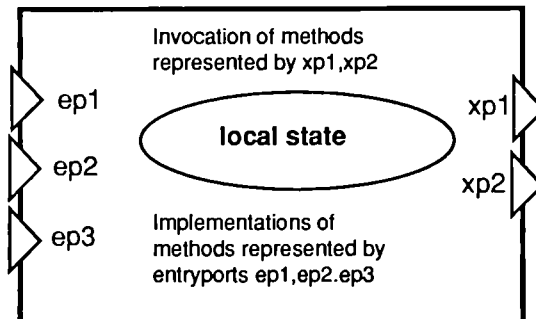 Invocation of methods
represented by xp1,xp2
ep1
xp1
local state
ep2
xp2
ep3
Implementations of
methods represented by
entryports ep1,ep2.ep3